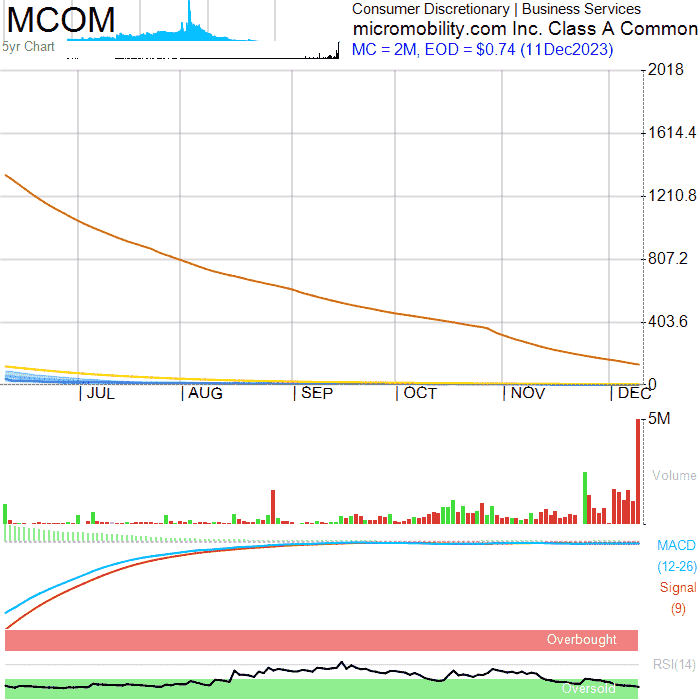 MCOM
5yr Chart
Consumer Discretionary | Business Services
micromobility.com Inc. Class A Common
MC = 2M, EOD = $0.74 (11Dec2023)
2018
1614.4
1210.8
807.2
403.6
0
JUL AUG SEP OCT NOV DEC
5M
Volume
MACD
(12-26)
Signal
(9)
Overbought
RSI(14)
Oversold